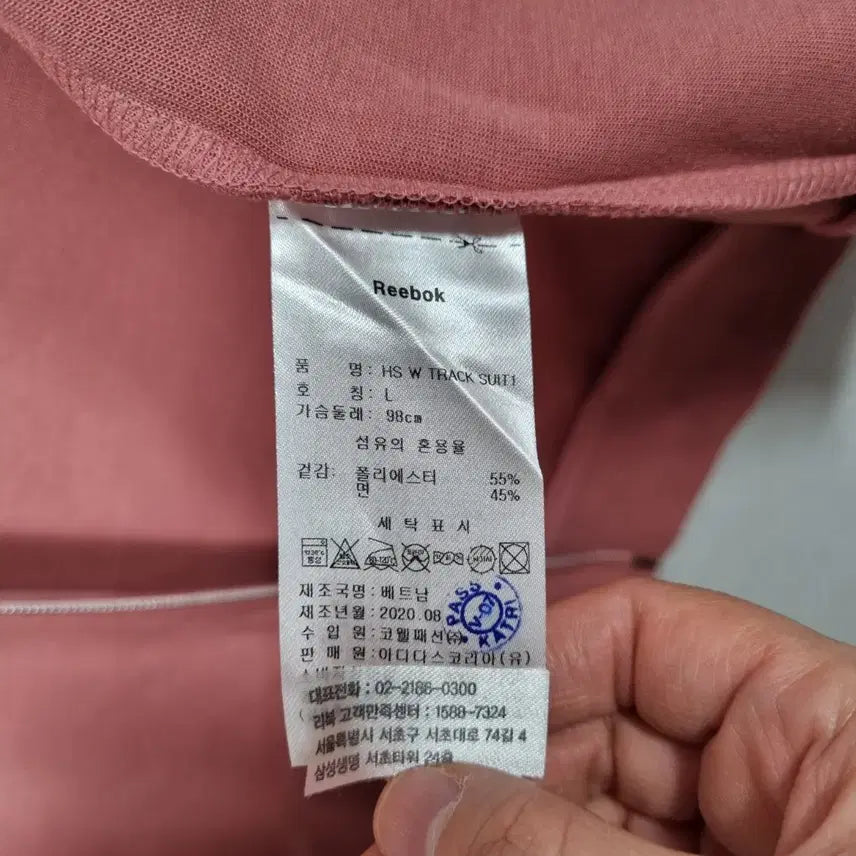 Reebok
품 명: HS W TRACK SUIT1
호 칭: L
가슴둘레: 98cm
섬유의 혼용율
겉감: 폴리에스터 55%
면 45%
세탁표시
제조국명: 베트남
제조년월: 2020.08
수 입 원: 코웰패션(주)
판 매 원: 아디다스코리아(유)
PASS
KATRI
대표전화 : 02-2186-0300
리복 고객만족센터 : 1588-7324
서울특별시 서초구 서초대로 74길 4
삼성생명 서초타워 24층